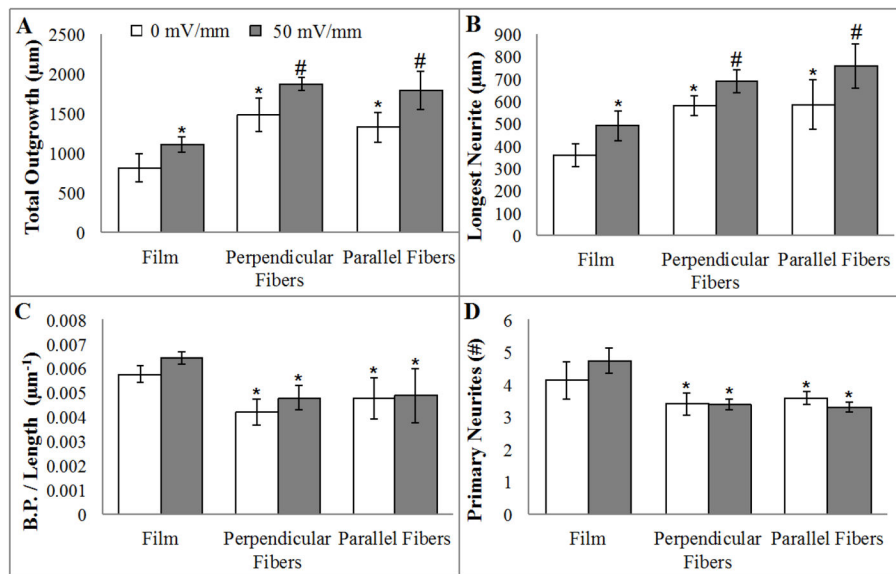 A
0 mV/mm
50 mV/mm
Total Outgrowth (µm)
2500
2000
1500
1000
500
0
*
*
#
*
#
Film
Perpendicular
Fibers
Parallel Fibers
B
Longest Neurite (µm)
900
800
700
600
500
400
300
200
100
0
*
*
#
*
#
Film
Perpendicular
Fibers
Parallel Fibers
C
B.P. / Length (µm⁻¹)
0.008
0.007
0.006
0.005
0.004
0.003
0.002
0.001
0
*
*
*
*
Film
Perpendicular
Fibers
Parallel Fibers
D
Primary Neurites (#)
6
5
4
3
2
1
0
*
*
*
*
Film
Perpendicular
Fibers
Parallel Fibers